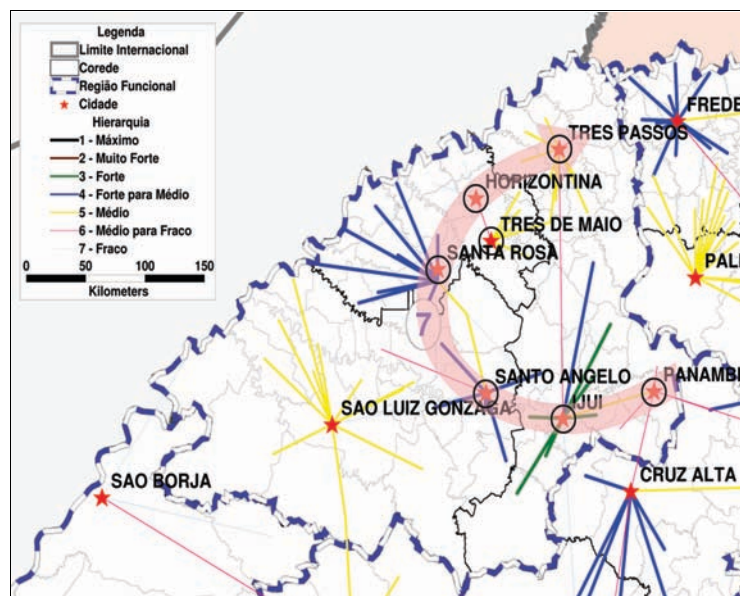 Legenda
Limite Internacional
Corede
Região Funcional
Cidade
Hierarquia
1 - Máximo
2 - Muito Forte
3 - Forte
4 - Forte para Médio
5 - Médio
6 - Médio para Fraco
7 - Fraco
0 50 100 150
Kilometers
FREDE
TRES PASSOS
HORIZONTINA
TRES DE MAIO
SANTA ROSA
PAL
7
SANTO ANGELO
PANAMBI
SAO LUIZ GONZAGA
IJUI
CRUZ ALTA
SAO BORJA